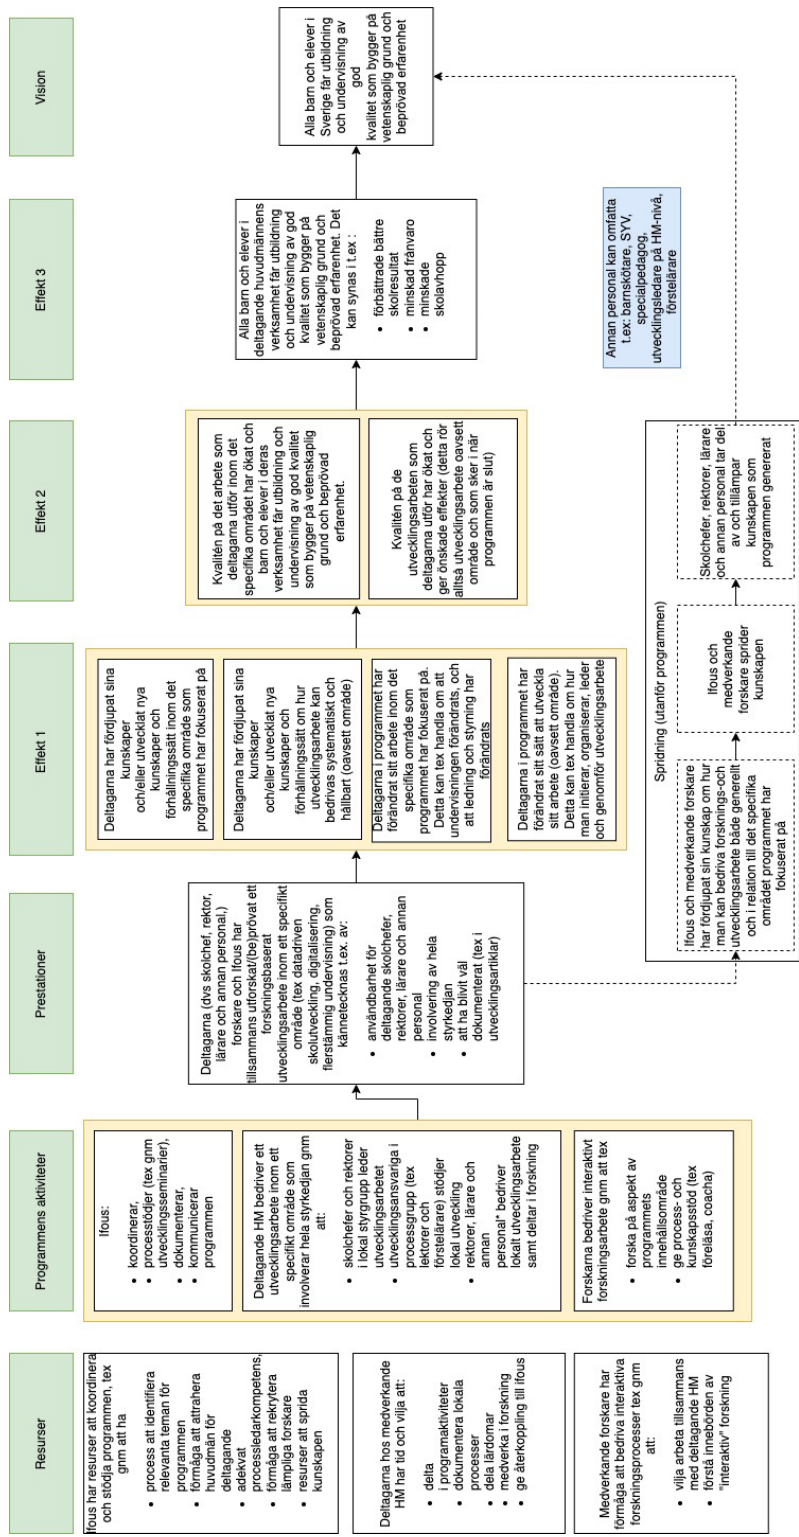 Resurser
Ifous har resurser att koordinera
och stödja programmen, tex
gnm att ha
• process att identifiera
relevanta teman för
programmen
• förmåga att attrahera
huvudmän för
deltagande
• adekvat
processledarkompetens,
• förmåga att rekrytera
lämpliga forskare
• resurser att sprida
kunskapen
Deltagarna hos medverkande
HM har tid och vilja att:
• delta
i programaktiviteter
• dokumentera lokala
processer
• dela lärdomar
• medverka i forskning
• ge återkoppling till ifous
Medverkande forskare har
förmåga att bedriva interaktiva
forskningsprocesser tex gnm
att:
• vilja arbeta tillsammans
med deltagande HM
• förstå innebörden av
"interaktiv" forskning
Programmens aktiviteter
Ifous:
• koordinerar,
• processtödjer (tex gnm
utvecklingsseminarier),
• dokumenterar,
• kommunicerar
programmen
Deltagande HM bedriver ett
utvecklingsarbete inom ett
specifikt område som
involverar hela styrkedjan gnm
att:
• skolchefer och rektorer
i lokal styrgrupp leder
utvecklingsarbetet
• utvecklingsansvariga i
processgrupp (tex
lektorer och
förstelärare) stödjer
lokal utveckling
• rektorer, lärare och
annan
personal* bedriver
lokalt utvecklingsarbete
samt deltar i forskning
Forskarna bedriver interaktivt
forskningsarbete gnm att tex
• forska på aspekt av
programmets
innehållsområde
• ge process- och
kunskapsstöd (tex
föreläsa, coacha)
Prestationer
Deltagarna (dvs skolchef, rektor,
lärare och annan personal,)
forskare och Ifous har
tillsammans utforskat/(be)prövat ett
forskningsbaserat
utvecklingsarbete inom ett specifikt
område (tex datadriven
skolutveckling, digitalisering,
flerstämmig undervisning) som
kännetecknas t.ex. av:
• användbarhet för
deltagande skolchefer,
rektorer, lärare och annan
personal
• involvering av hela
styrkedjan
• att ha blivit väl
dokumenterat (tex i
utvecklingsartiklar)
Effekt 1
Deltagarna har fördjupat sina
kunskaper
och/eller utvecklat nya
kunskaper och
förhållningssätt inom det
specifika område som
programmet har fokuserat på
Deltagarna har fördjupat sina
kunskaper
och/eller utvecklat nya
kunskaper och
förhållningssätt om hur
utvecklingsarbete kan
bedrivas systematiskt och
hållbart (oavsett område)
Deltagarna i programmet har
förändrat sitt arbete inom det
specifika område som
programmet har fokuserat på.
Detta kan tex handla om att
undervisningen förändrats, och
att ledning och styrning har
förändrats
Deltagarna i programmet har
förändrat sitt sätt att utveckla
sitt arbete (oavsett område).
Detta kan tex handla om hur
man initierar, organiserar, leder
och genomför utvecklingsarbete
Effekt 2
Kvalitén på det arbete som
deltagarna utför inom det
specifika området har ökat och
barn och elever i deras
verksamhet får utbildning och
undervisning av god kvalitet
som bygger på vetenskaplig
grund och beprövad
erfarenhet.
Kvalitén på de
utvecklingsarbeten som
deltagarna utför har ökat och
ger önskade effekter (detta rör
alltså utvecklingsarbete oavsett
område och som sker i när
programmen är slut)
Effekt 3
Alla barn och elever i
deltagande huvudmännens
verksamhet får utbildning
och undervisning av god
kvalitet som bygger på
vetenskaplig grund och
beprövad erfarenhet. Det
kan synas i t.ex :
• förbättrade bättre
skolresultat
• minskad frånvaro
• minskade
skolavhopp
Vision
Alla barn och elever i
Sverige får utbildning
och undervisning av
god
kvalitet som bygger på
vetenskaplig grund och
beprövad erfarenhet
Spridning (utanför programmen)
Ifous och medverkande forskare
har fördjupat sin kunskap om hur
man kan bedriva forsknings-och
utvecklingsarbete både generellt
och i relation till det specifika
området programmet har
fokuserat på
Ifous och
medverkande
forskare sprider
kunskapen
Skolchefer, rektorer, lärare
och annan personal tar del
av och tillämpar
kunskapen som
programmen genererat
Annan personal kan omfatta
t.ex: barnskötare, SYV,
specialpedagog,
utvecklingsledare på HM-nivå,
förstelärare